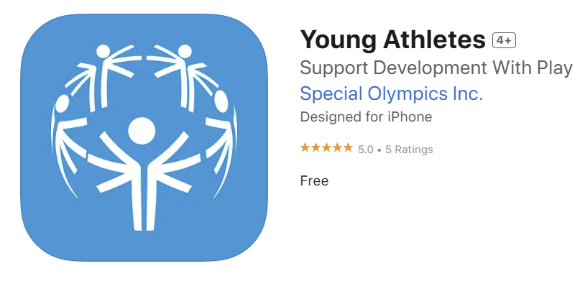 Young Athletes 4+
Support Development With Play
Special Olympics Inc.
Designed for iPhone
★★★★★ 5.0 • 5 Ratings
Free